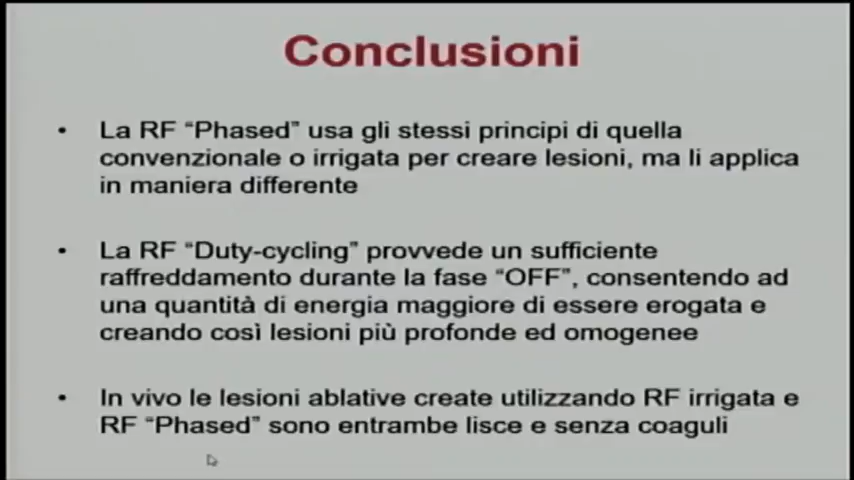 Conclusioni
• La RF “Phased” usa gli stessi principi di quella
convenzionale o irrigata per creare lesioni, ma li applica
in maniera differente
• La RF “Duty-cycling” provvede un sufficiente
raffreddamento durante la fase “OFF”, consentendo ad
una quantità di energia maggiore di essere erogata e
creando così lesioni più profonde ed omogenee
• In vivo le lesioni ablative create utilizzando RF irrigata e
RF “Phased” sono entrambe lisce e senza coaguli